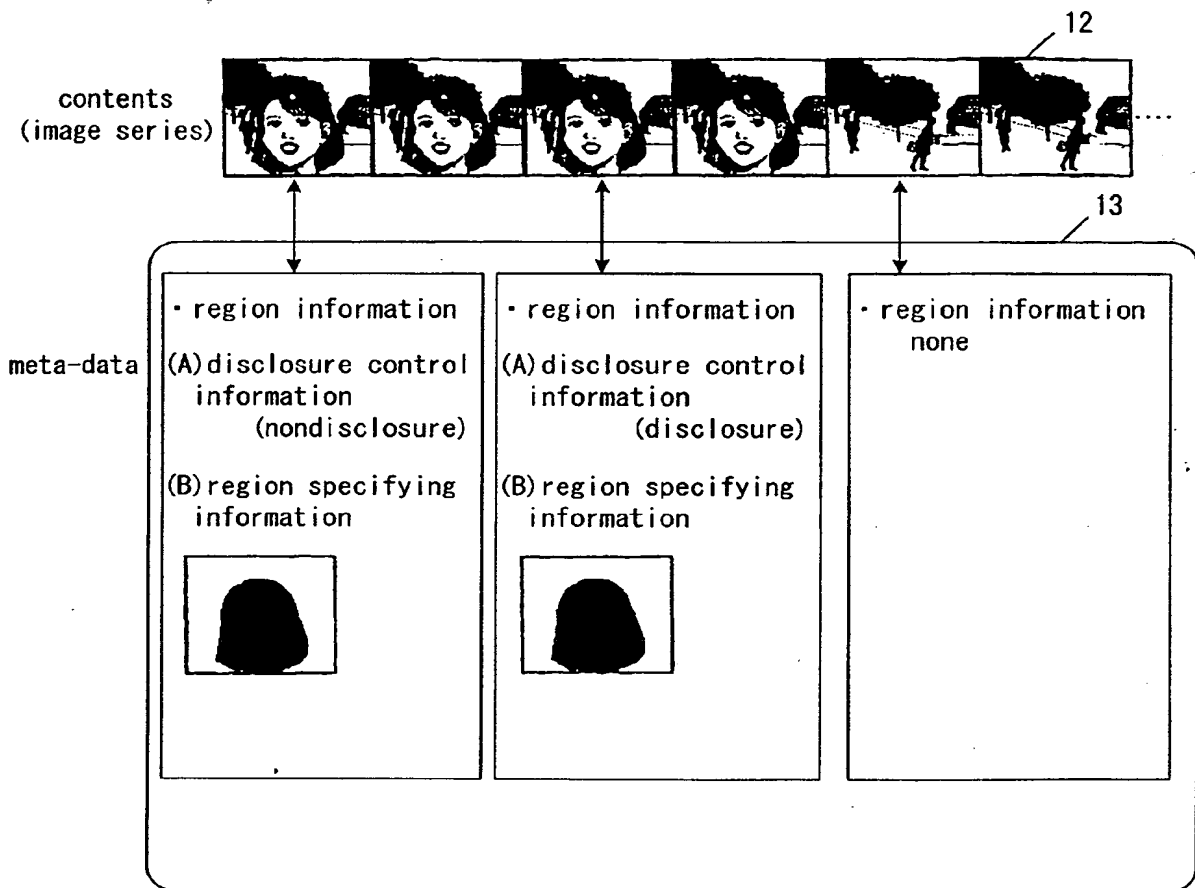 12
contents
(image series)
13
meta-data
・region information
(A)disclosure control
information
(nondisclosure)
(B)region specifying
information
・region information
(A)disclosure control
information
(disclosure)
(B)region specifying
information
・region information
none